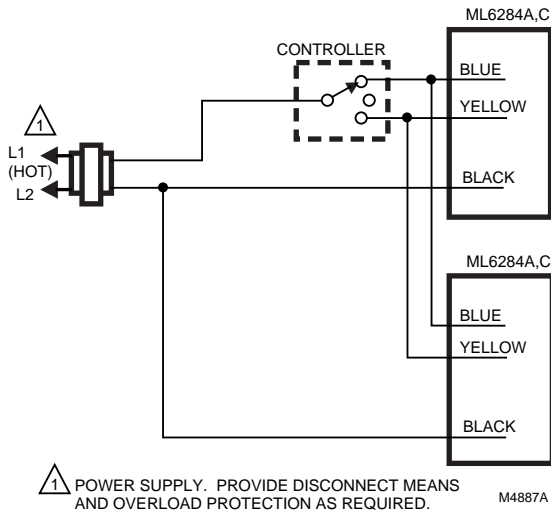 ML6284A,C
CONTROLLER
BLUE
YELLOW
1
L1
(HOT)
L2
BLACK
ML6284A,C
BLUE
YELLOW
BLACK
1 POWER SUPPLY. PROVIDE DISCONNECT MEANS
AND OVERLOAD PROTECTION AS REQUIRED.
M4887A